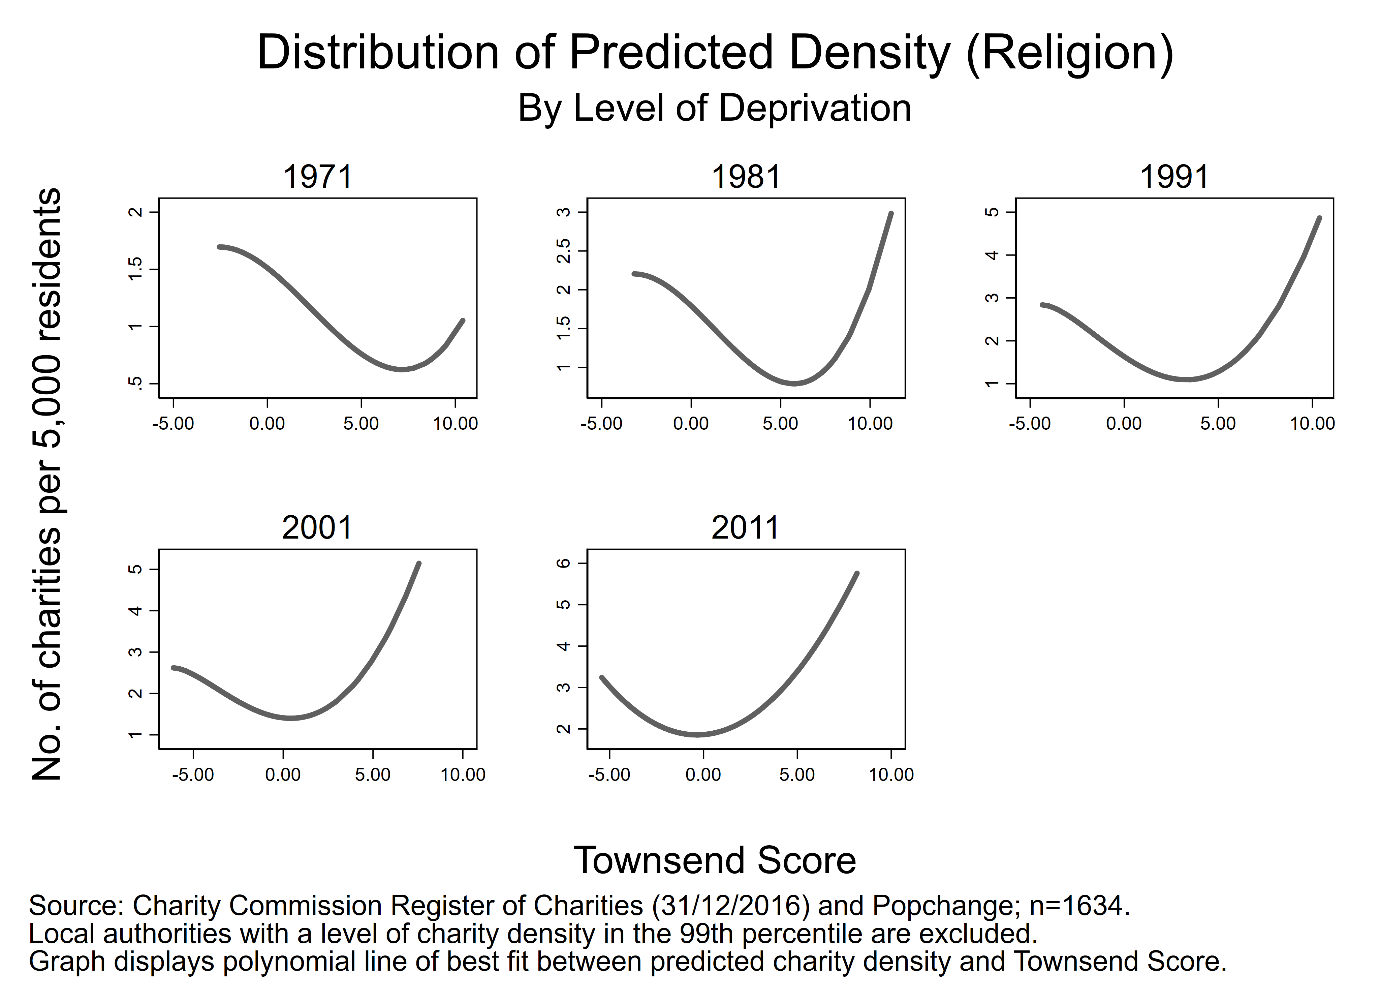 Distribution of Predicted Density (Religion)
By Level of Deprivation
No. of charities per 5,000 residents
1971
2
1.5
1
.5
-5.00 0.00 5.00 10.00
1981
3
2.5
2
1.5
1
-5.00 0.00 5.00 10.00
1991
5
4
3
2
1
-5.00 0.00 5.00 10.00
2001
5
4
3
2
1
-5.00 0.00 5.00 10.00
2011
6
5
4
3
2
-5.00 0.00 5.00 10.00
Townsend Score
Source: Charity Commission Register of Charities (31/12/2016) and Popchange; n=1634.
Local authorities with a level of charity density in the 99th percentile are excluded.
Graph displays polynomial line of best fit between predicted charity density and Townsend Score.